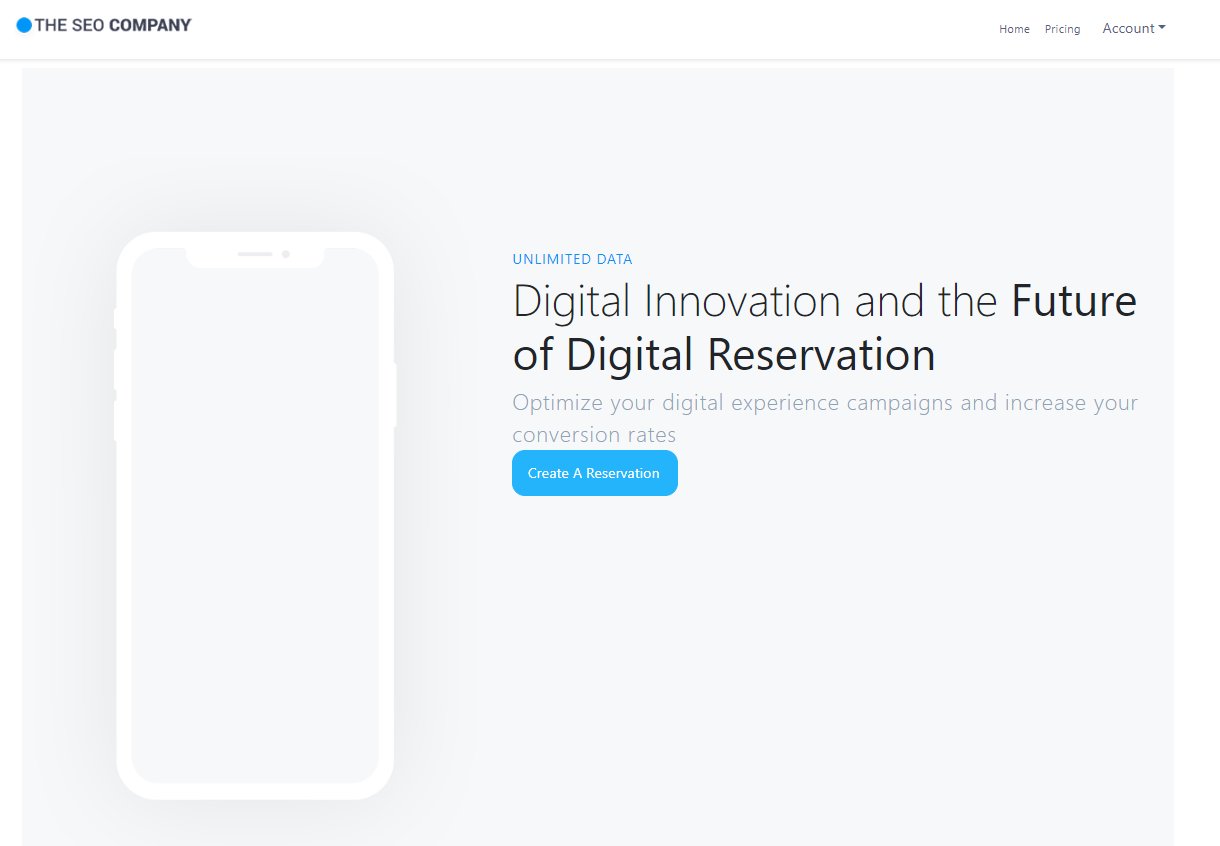 THE SEO COMPANY
Home Pricing Account
UNLIMITED DATA
Digital Innovation and the Future
of Digital Reservation
Optimize your digital experience campaigns and increase your
conversion rates
Create A Reservation